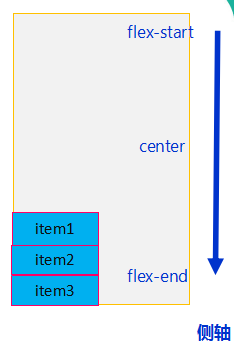 flex-start
center
item1
item2
flex-end
item3
侧轴